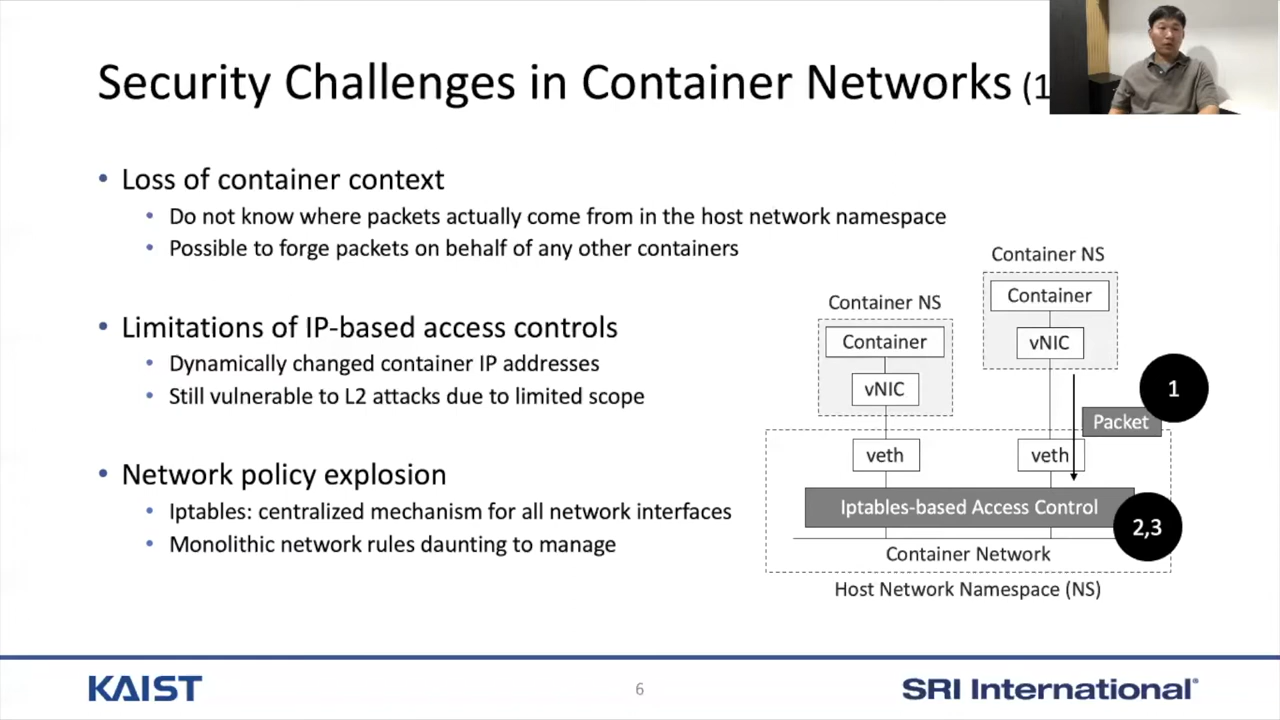 Security Challenges in Container Networks (1
• Loss of container context
• Do not know where packets actually come from in the host network namespace
• Possible to forge packets on behalf of any other containers
• Limitations of IP-based access controls
• Dynamically changed container IP addresses
• Still vulnerable to L2 attacks due to limited scope
• Network policy explosion
• Iptables: centralized mechanism for all network interfaces
• Monolithic network rules daunting to manage
Container NS
Container
vNIC
veth
Container NS
Container
vNIC
veth
1
Packet
Iptables-based Access Control
2,3
Container Network
Host Network Namespace (NS)
KAIST
6
SRI International®